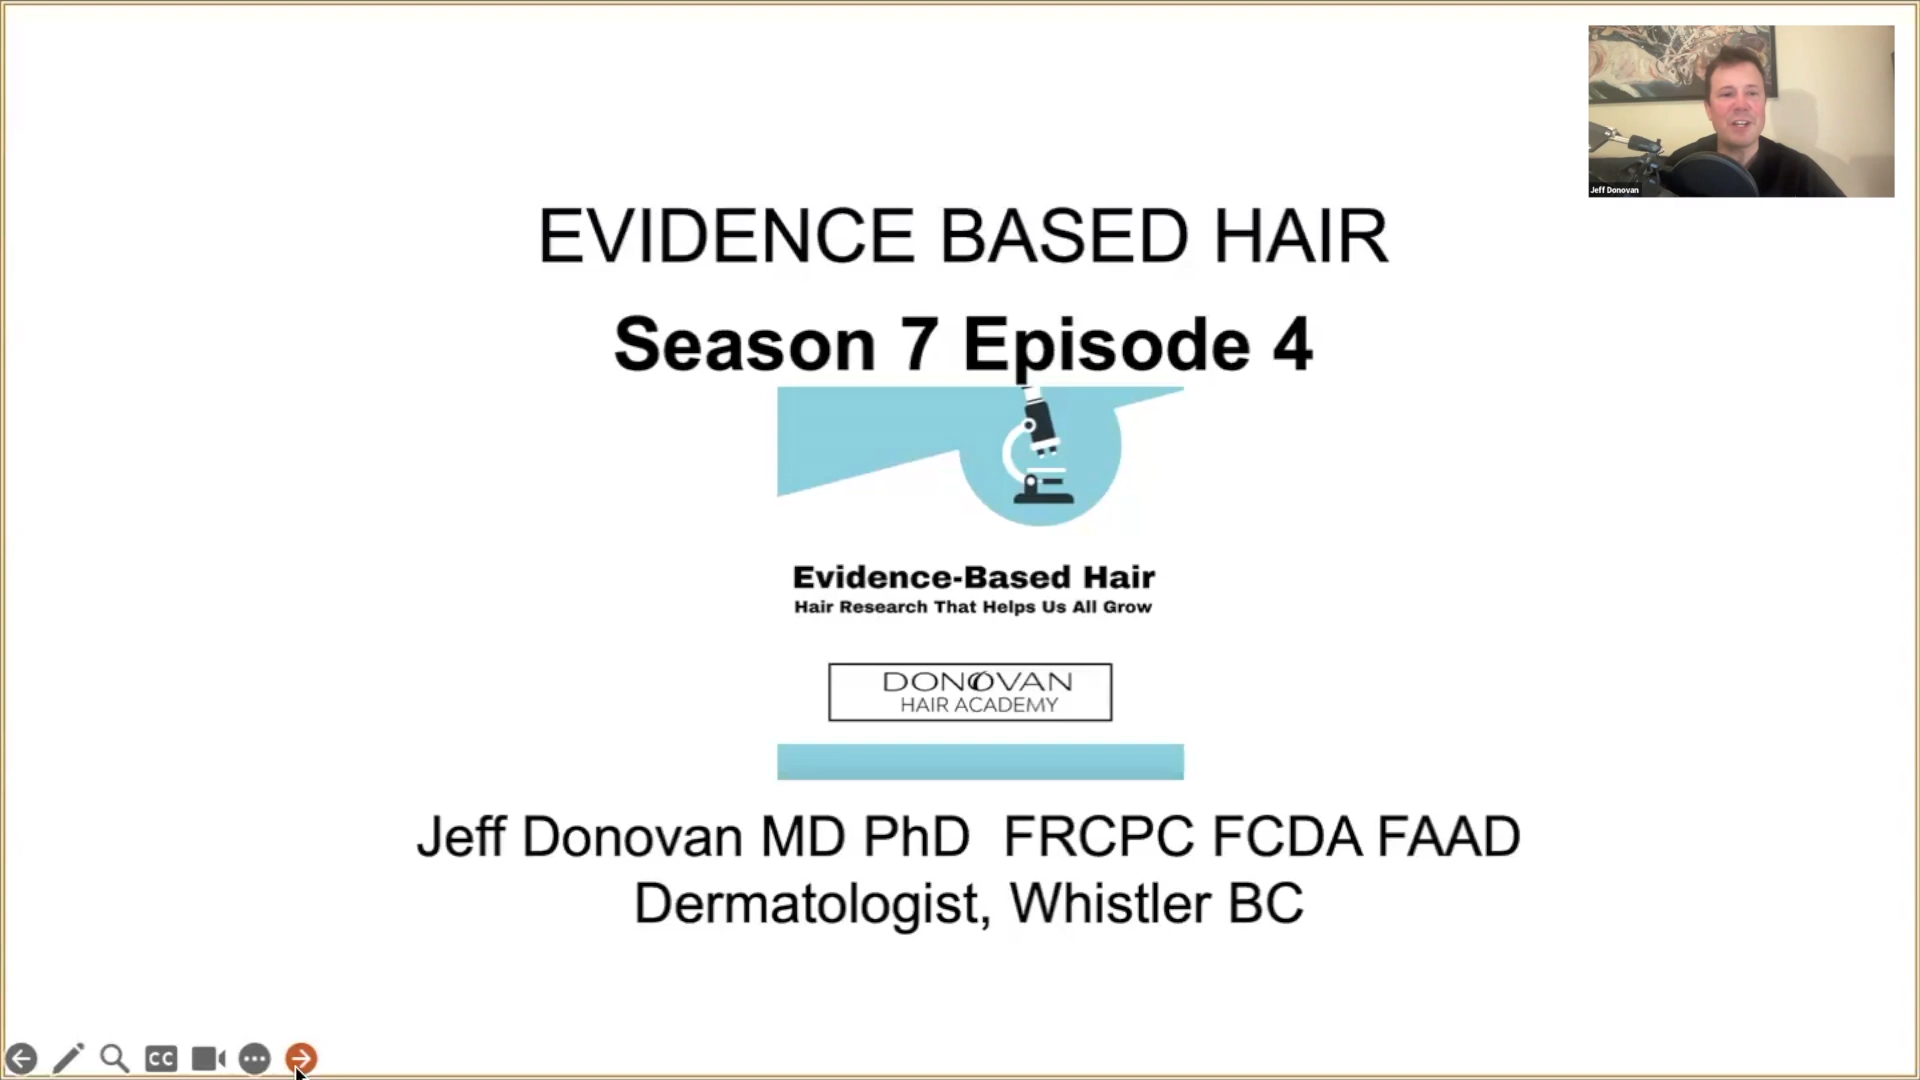 Jeff Donovan
EVIDENCE BASED HAIR
Season 7 Episode 4
Evidence-Based Hair
Hair Research That Helps Us All Grow
DONOVAN
HAIR ACADEMY
Jeff Donovan MD PhD FRCPC FCDA FAAD
Dermatologist, Whistler BC
CC